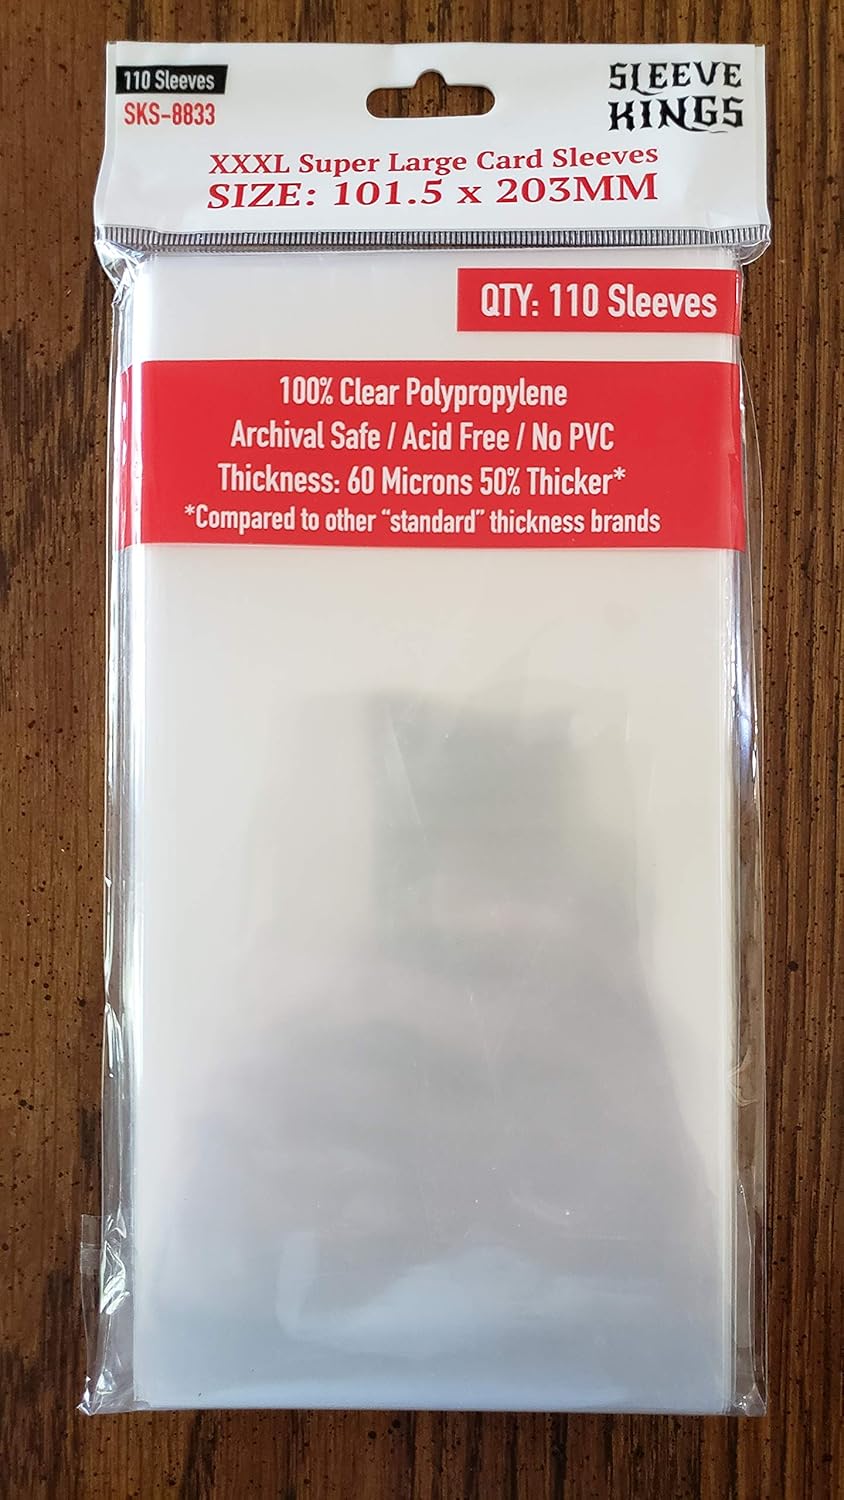 110 Sleeves
SKS-8833
SLEEVE
KINGS
XXXL Super Large Card Sleeves
SIZE: 101.5 x 203MM
QTY: 110 Sleeves
100% Clear Polypropylene
Archival Safe / Acid Free / No PVC
Thickness: 60 Microns 50% Thicker*
*Compared to other “standard” thickness brands